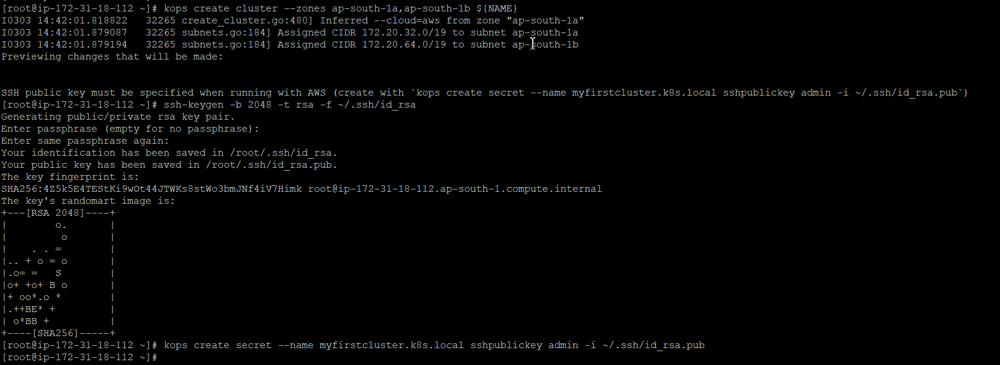 [root@ip-172-31-18-112 ~]# kops create cluster --zones ap-south-1a,ap-south-1b ${NAME}
I0303 14:42:01.818822   32265 create_cluster.go:480] Inferred --cloud=aws from zone "ap-south-1a"
I0303 14:42:01.879087   32265 subnets.go:184] Assigned CIDR 172.20.32.0/19 to subnet ap-south-1a
I0303 14:42:01.879194   32265 subnets.go:184] Assigned CIDR 172.20.64.0/19 to subnet ap-south-1b
Previewing changes that will be made:
SSH public key must be specified when running with AWS (create with `kops create secret --name myfirstcluster.k8s.local sshpublickey admin -i ~/.ssh/id_rsa.pub`)
[root@ip-172-31-18-112 ~]# ssh-keygen -b 2048 -t rsa -f ~/.ssh/id_rsa
Generating public/private rsa key pair.
Enter passphrase (empty for no passphrase):
Enter same passphrase again:
Your identification has been saved in /root/.ssh/id_rsa.
Your public key has been saved in /root/.ssh/id_rsa.pub.
The key fingerprint is:
SHA256:4Z5k5E4TEStKi9wOt44JTWKs8stWo3bmJNf4iV7Himk root@ip-172-31-18-112.ap-south-1.compute.internal
The key's randomart image is:
+---[RSA 2048]----+
|        o.       |
|         o       |
|    . . =        |
|.. + o = o       |
|.o= =   S        |
|o+ +o+ B o       |
|+ oo*.o *        |
|.++BE* +         |
| o*BB +          |
+----[SHA256]-----+
[root@ip-172-31-18-112 ~]# kops create secret --name myfirstcluster.k8s.local sshpublickey admin -i ~/.ssh/id_rsa.pub
[root@ip-172-31-18-112 ~]#